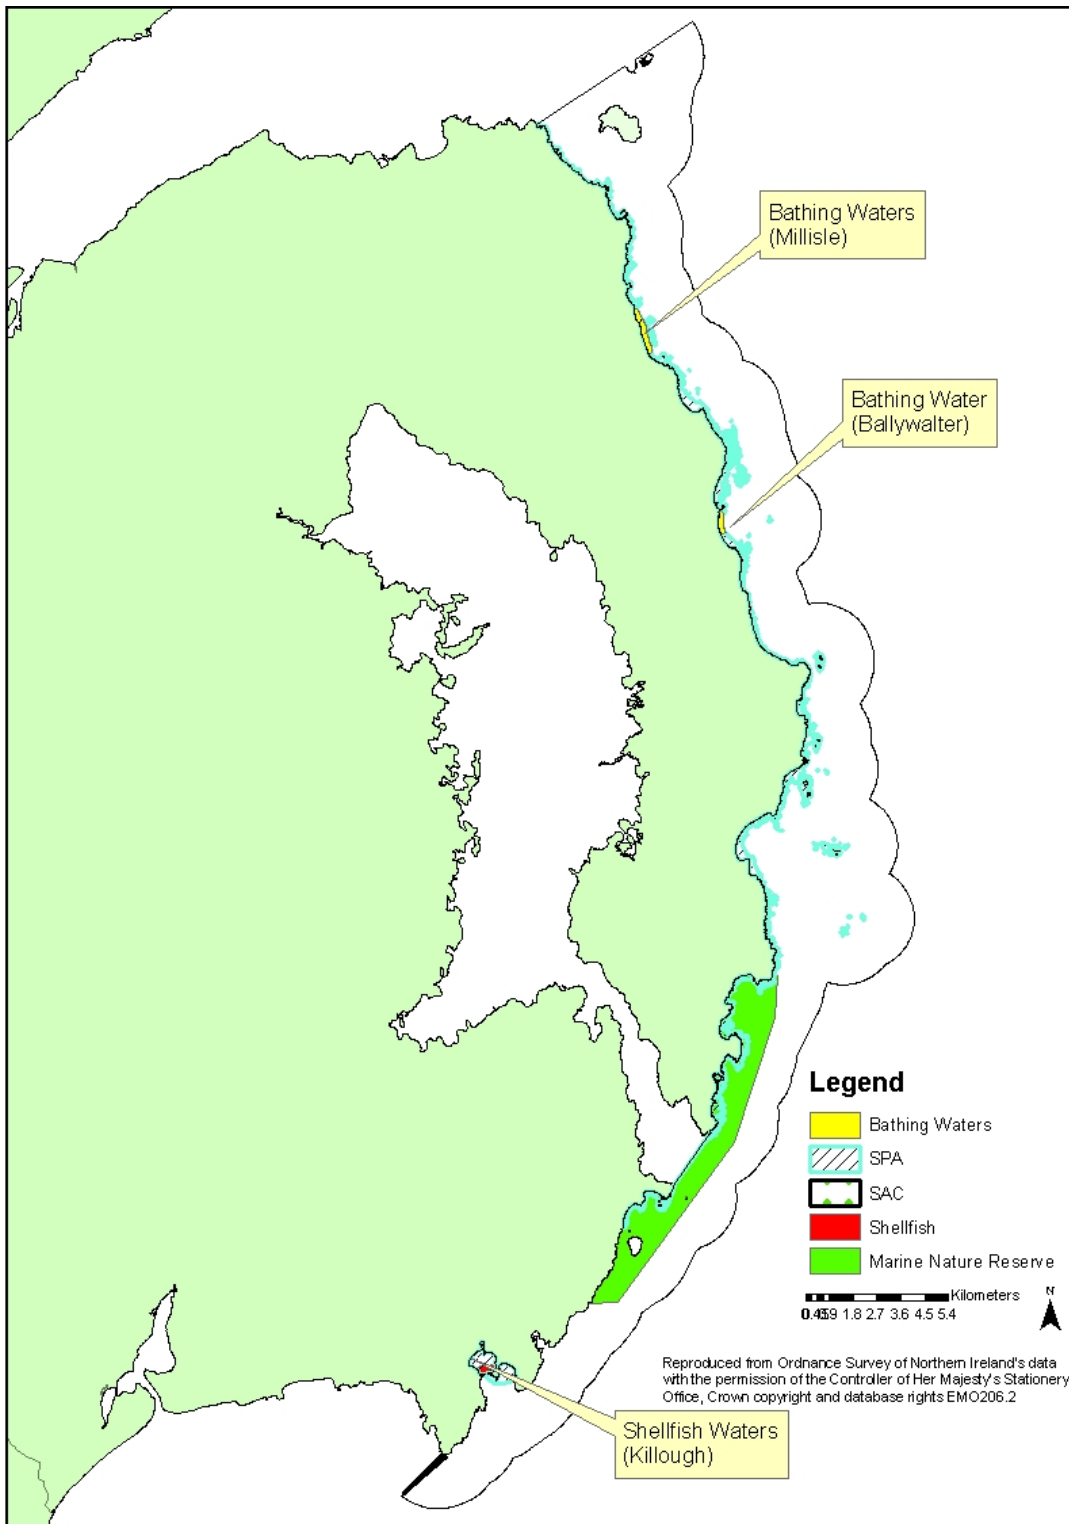 Bathing Waters
(Millisle)
Bathing Water
(Ballywalter)
Legend
Bathing Waters
SPA
SAC
Shellfish
Marine Nature Reserve
Kilometers
N
1.8 2.7 3.6 4.5 5.4
Reproduced from Ordnance Survey of Northern Ireland's data
with the permission of the Controller of Her Majesty's Stationery
Office, Crown copyright and database rights EMO206.2
Shellfish Waters
(Killough)